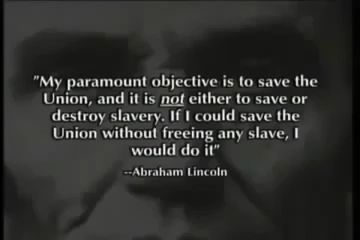 "My paramount objective is to save the
Union, and it is not either to save or
destroy slavery. If I could save the
Union without freeing any slave, I
would do it"
--Abraham Lincoln